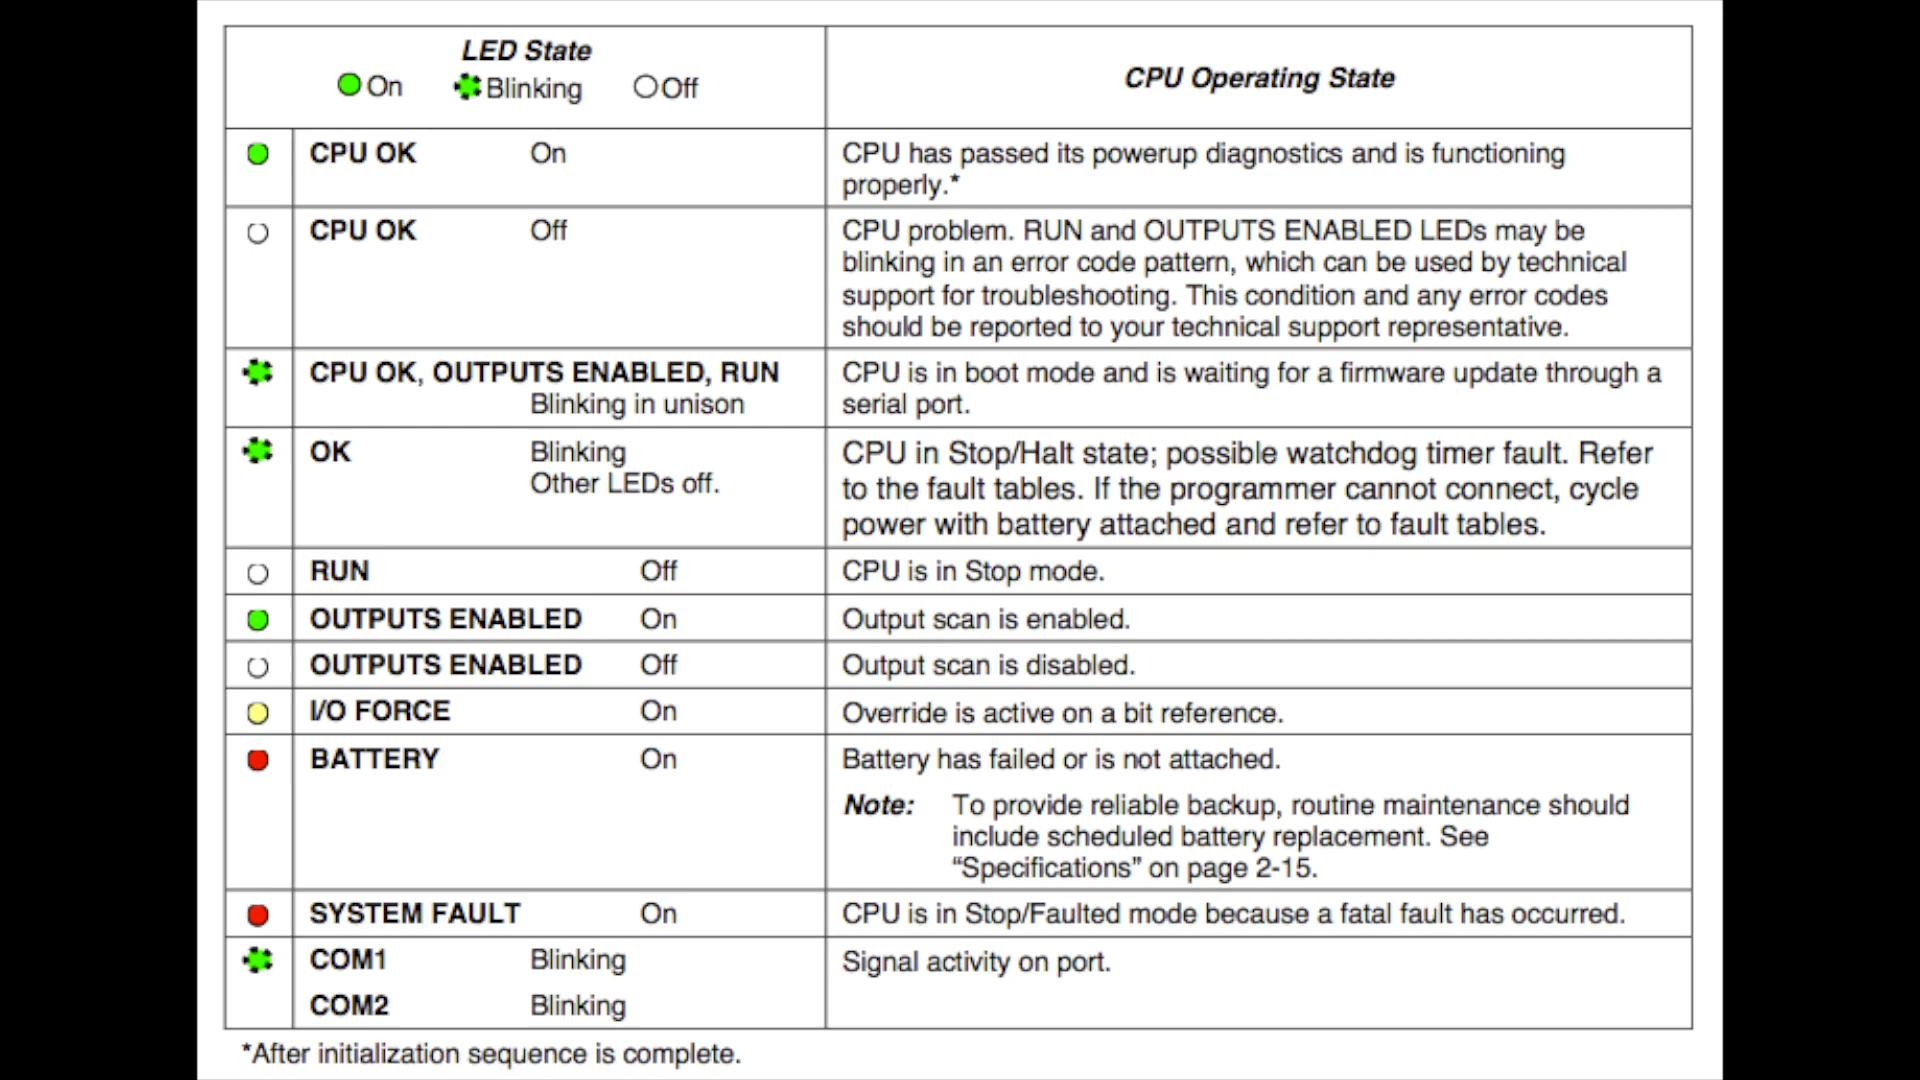 LED State
On Blinking Off
CPU Operating State
CPU OK On
CPU has passed its powerup diagnostics and is functioning
properly.*
CPU OK Off
CPU problem. RUN and OUTPUTS ENABLED LEDs may be
blinking in an error code pattern, which can be used by technical
support for troubleshooting. This condition and any error codes
should be reported to your technical support representative.
CPU OK, OUTPUTS ENABLED, RUN
Blinking in unison
CPU is in boot mode and is waiting for a firmware update through a
serial port.
OK Blinking
Other LEDs off.
CPU in Stop/Halt state; possible watchdog timer fault. Refer
to the fault tables. If the programmer cannot connect, cycle
power with battery attached and refer to fault tables.
RUN Off
CPU is in Stop mode.
OUTPUTS ENABLED On
Output scan is enabled.
OUTPUTS ENABLED Off
Output scan is disabled.
I/O FORCE On
Override is active on a bit reference.
BATTERY On
Battery has failed or is not attached.
Note: To provide reliable backup, routine maintenance should
include scheduled battery replacement. See
“Specifications” on page 2-15.
SYSTEM FAULT On
CPU is in Stop/Faulted mode because a fatal fault has occurred.
COM1 Blinking
COM2 Blinking
Signal activity on port.
*After initialization sequence is complete.